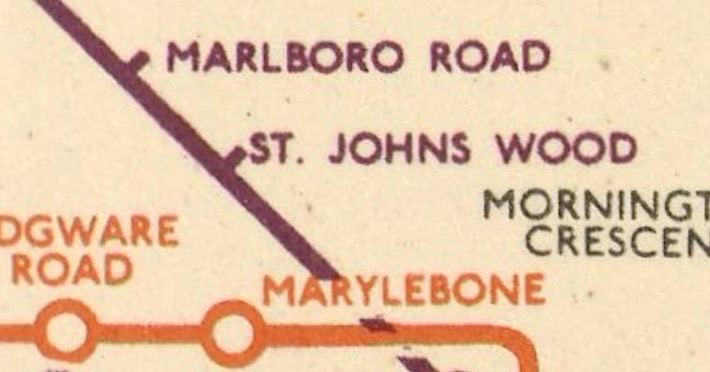 MARLBORO ROAD
ST. JOHNS WOOD
MORNINGT
CRESCEN
DGWARE
ROAD
MARYLEBONE